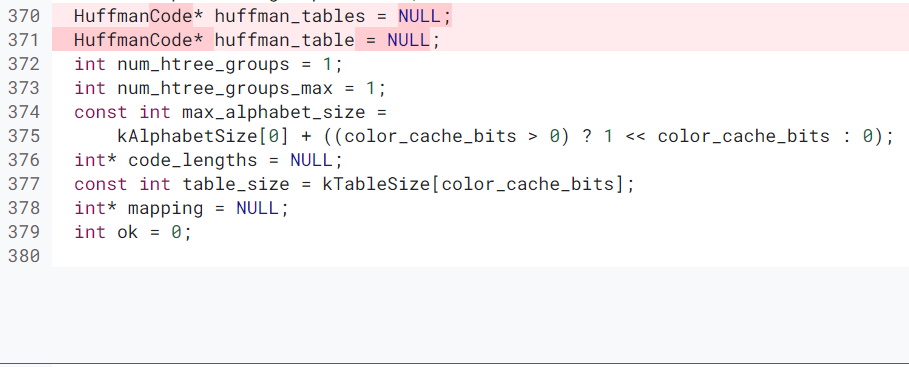 370 HuffmanCode* huffman_tables = NULL;
371 HuffmanCode* huffman_table = NULL;
372 int num_htree_groups = 1;
373 int num_htree_groups_max = 1;
374 const int max_alphabet_size =
375 kAlphabetSize[0] + ((color_cache_bits > 0) ? 1 << color_cache_bits : 0);
376 int* code_lengths = NULL;
377 const int table_size = kTableSize[color_cache_bits];
378 int* mapping = NULL;
379 int ok = 0;
380